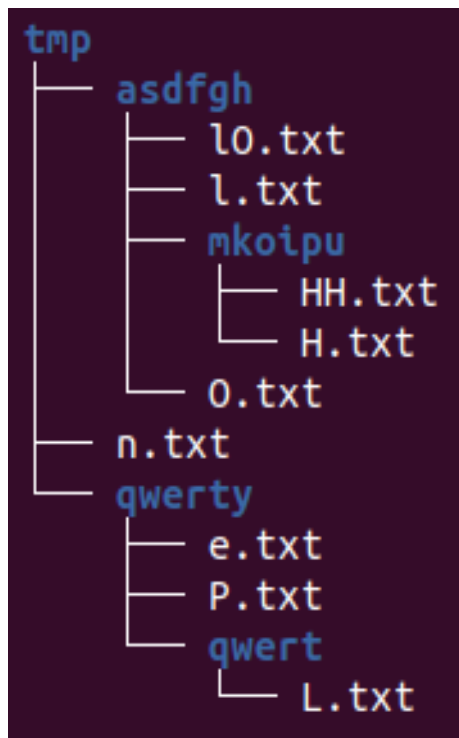 tmp
├── asdfgh
│   ├── lO.txt
│   ├── l.txt
│   ├── mkoipu
│   │   ├── HH.txt
│   │   └── H.txt
│   └── O.txt
├── n.txt
└── qwerty
    ├── e.txt
    ├── P.txt
    └── qwert
        └── L.txt